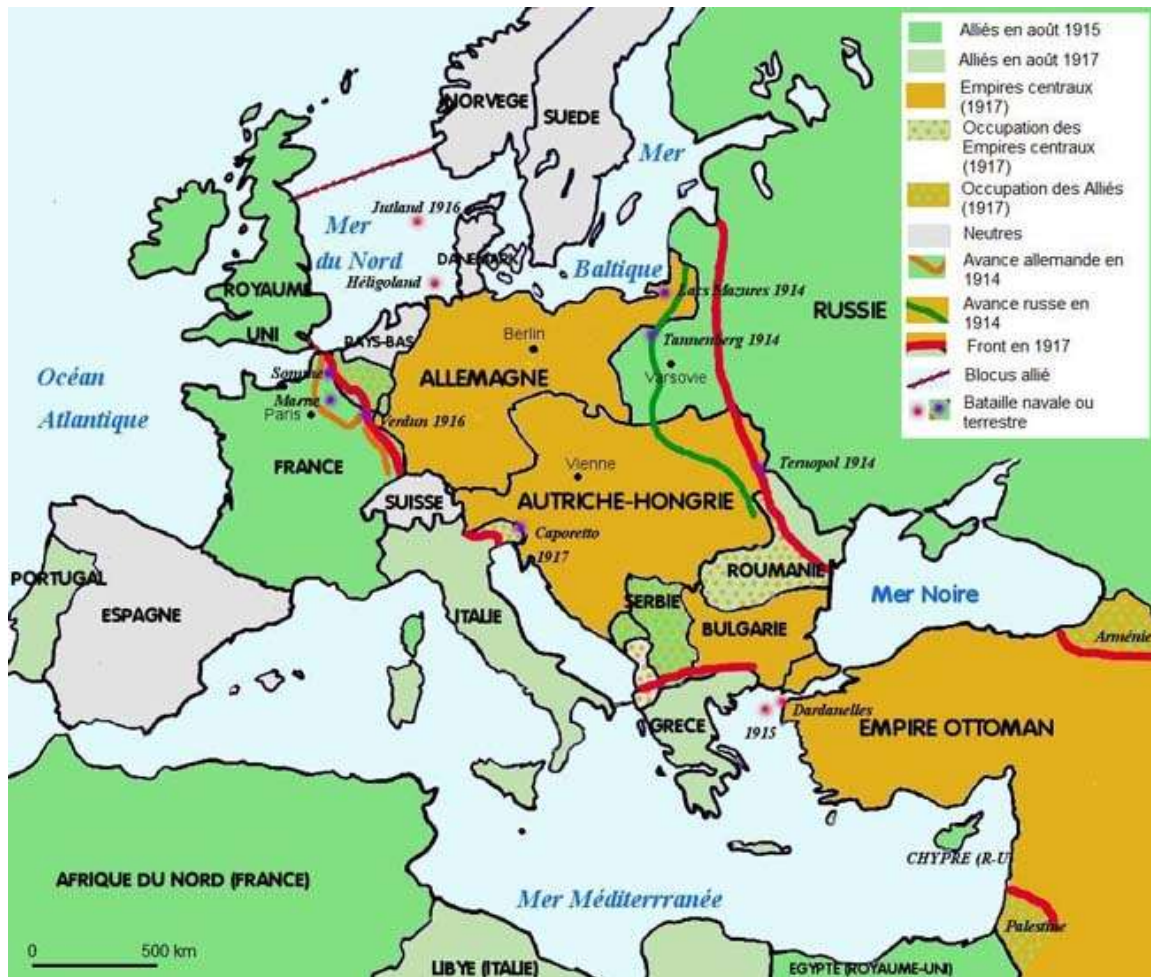 Alliés en août 1915
Alliés en août 1917
Empires centraux
(1917)
Occupation des
Empires centraux
(1917)
Occupation des Alliés
(1917)
Neutres
Avance allemande en
1914
Avance russe en
1914
Front en 1917
Blocus allié
Bataille navale ou
terrestre
NORVEGE
SUEDE
Mer
Baltique
Jutland 1916
Mer
du Nord
DANEMARK
Héligoland
ROYAUME
UNI
PAYS-BAS
Berlin
Lacs Mazures 1914
RUSSIE
Tannenberg 1914
Varsovie
Océan
Atlantique
Somme
Marne
Paris
ALLEMAGNE
Verdun 1916
FRANCE
Vienne
Ternopol 1914
SUISSE
AUTRICHE-HONGRIE
Caporetto
1917
PORTUGAL
ESPAGNE
ITALIE
ROUMANIE
SERBIE
BULGARIE
Mer Noire
Arménie
GRECE
Dardanelles
1915
EMPIRE OTTOMAN
CHYPRE (R-U)
AFRIQUE DU NORD (FRANCE)
Mer Méditerrranée
Palestine
0 500 km
LIBYE (ITALIE)
EGYPTE (ROYAUME-UNI)